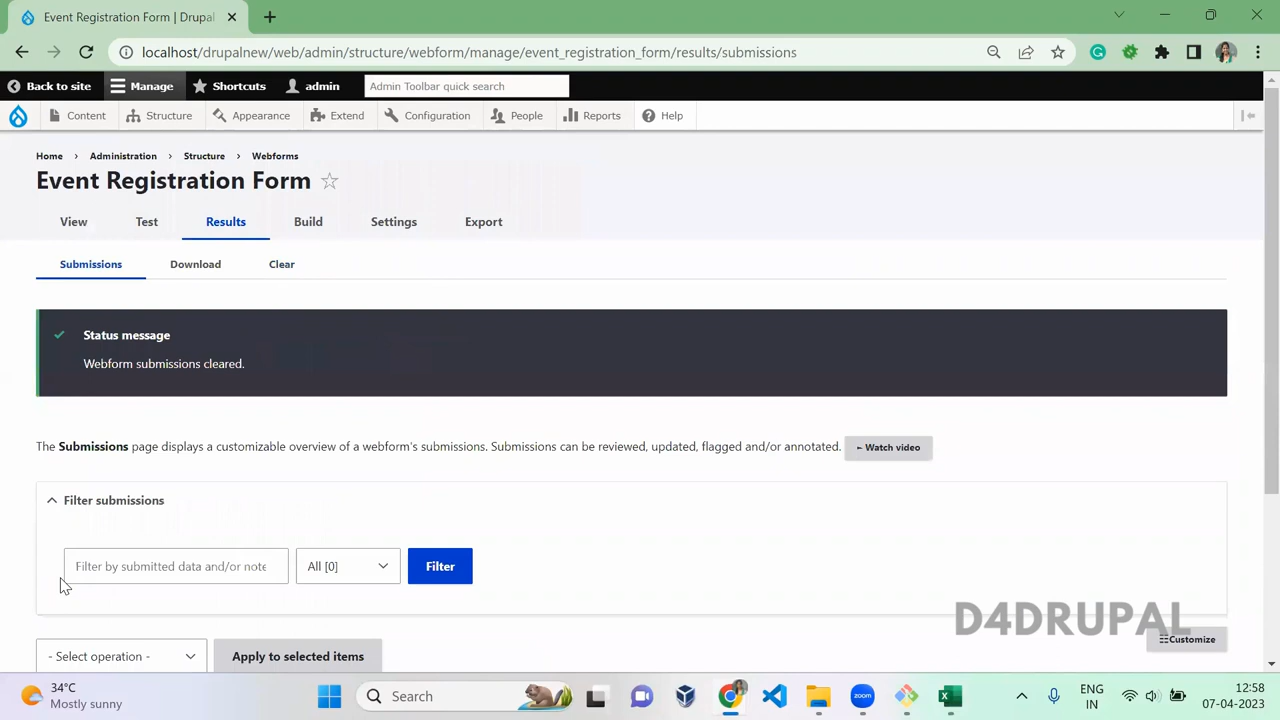 Event Registration Form | Drupal
localhost/drupalnew/web/admin/structure/webform/manage/event_registration_form/results/submissions
Back to site Manage Shortcuts admin Admin Toolbar quick search
Content Structure Appearance Extend Configuration People Reports Help
Home › Administration › Structure › Webforms
Event Registration Form
View Test Results Build Settings Export
Submissions Download Clear
Status message
Webform submissions cleared.
The Submissions page displays a customizable overview of a webform's submissions. Submissions can be reviewed, updated, flagged and/or annotated. Watch video
Filter submissions
Filter by submitted data and/or note All [0] Filter
D4DRUPAL
Customize
- Select operation - Apply to selected items
34°C
Mostly sunny
Search
zoom
ENG
IN
12:58
07-04-2023